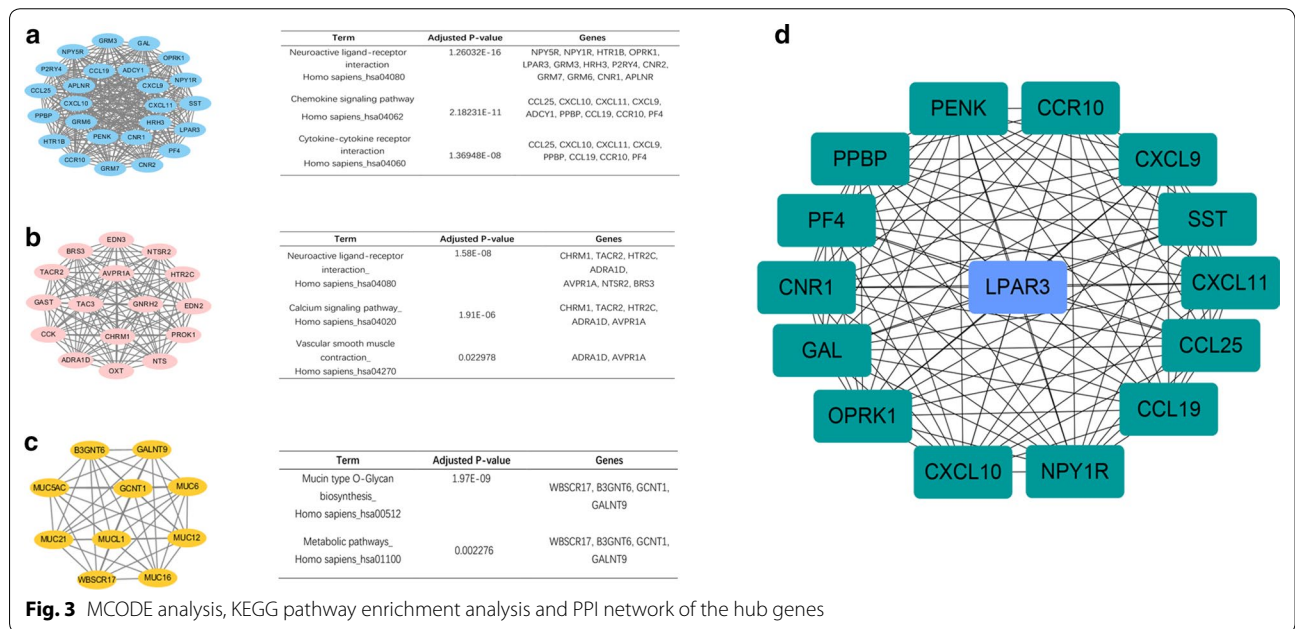 a
GRM3
GAL
NPY5R
OPRK1
P2RY4
CCL19
ADCY1
NPY1R
CCL25
APLNR
CXCL9
CXCL10
CXCL11
SST
PPBP
GRM6
HRH3
LPAR3
HTR1B
PENK
CNR1
PF4
CCR10
CNR2
GRM7
Term Adjusted P-value Genes
Neuroactive ligand-receptor 1.26032E-16 NPY5R, NPY1R, HTR1B, OPRK1,
interaction LPAR3, GRM3, HRH3, P2RY4, CNR2,
Homo sapiens_hsa04080 GRM7, GRM6, CNR1, APLNR
Chemokine signaling pathway CCL25, CXCL10, CXCL11, CXCL9,
Homo sapiens_hsa04062 2.18231E-11 ADCY1, PPBP, CCL19, CCR10, PF4
Cytokine-cytokine receptor CCL25, CXCL10, CXCL11, CXCL9,
interaction 1.36948E-08 PPBP, CCL19, CCR10, PF4
Homo sapiens_hsa04060
b
EDN3
BRS3
NTSR2
TACR2
AVPR1A
HTR2C
GAST
TAC3
GNRH2
EDN2
CCK
CHRM1
PROK1
ADRA1D
NTS
OXT
Term Adjusted P-value Genes
Neuroactive ligand-receptor 1.58E-08 CHRM1, TACR2, HTR2C,
interaction_ ADRA1D,
Homo sapiens_hsa04080 AVPR1A, NTSR2, BRS3
Calcium signaling pathway_ 1.91E-06 CHRM1, TACR2, HTR2C,
Homo sapiens_hsa04020 ADRA1D, AVPR1A
Vascular smooth muscle
contraction_ 0.022978 ADRA1D, AVPR1A
Homo sapiens_hsa04270
c
B3GNT6
GALNT9
MUC5AC
GCNT1
MUC6
MUC21
MUCL1
MUC12
WBSCR17
MUC16
Term Adjusted P-value Genes
Mucin type O-Glycan 1.97E-09 WBSCR17, B3GNT6, GCNT1,
biosynthesis_ GALNT9
Homo sapiens_hsa00512
Metabolic pathways_ 0.002276 WBSCR17, B3GNT6, GCNT1,
Homo sapiens_hsa01100 GALNT9
d
PENK
CCR10
PPBP
CXCL9
PF4
SST
CNR1
LPAR3
CXCL11
GAL
CCL25
OPRK1
CCL19
CXCL10
NPY1R
Fig. 3 MCODE analysis, KEGG pathway enrichment analysis and PPI network of the hub genes